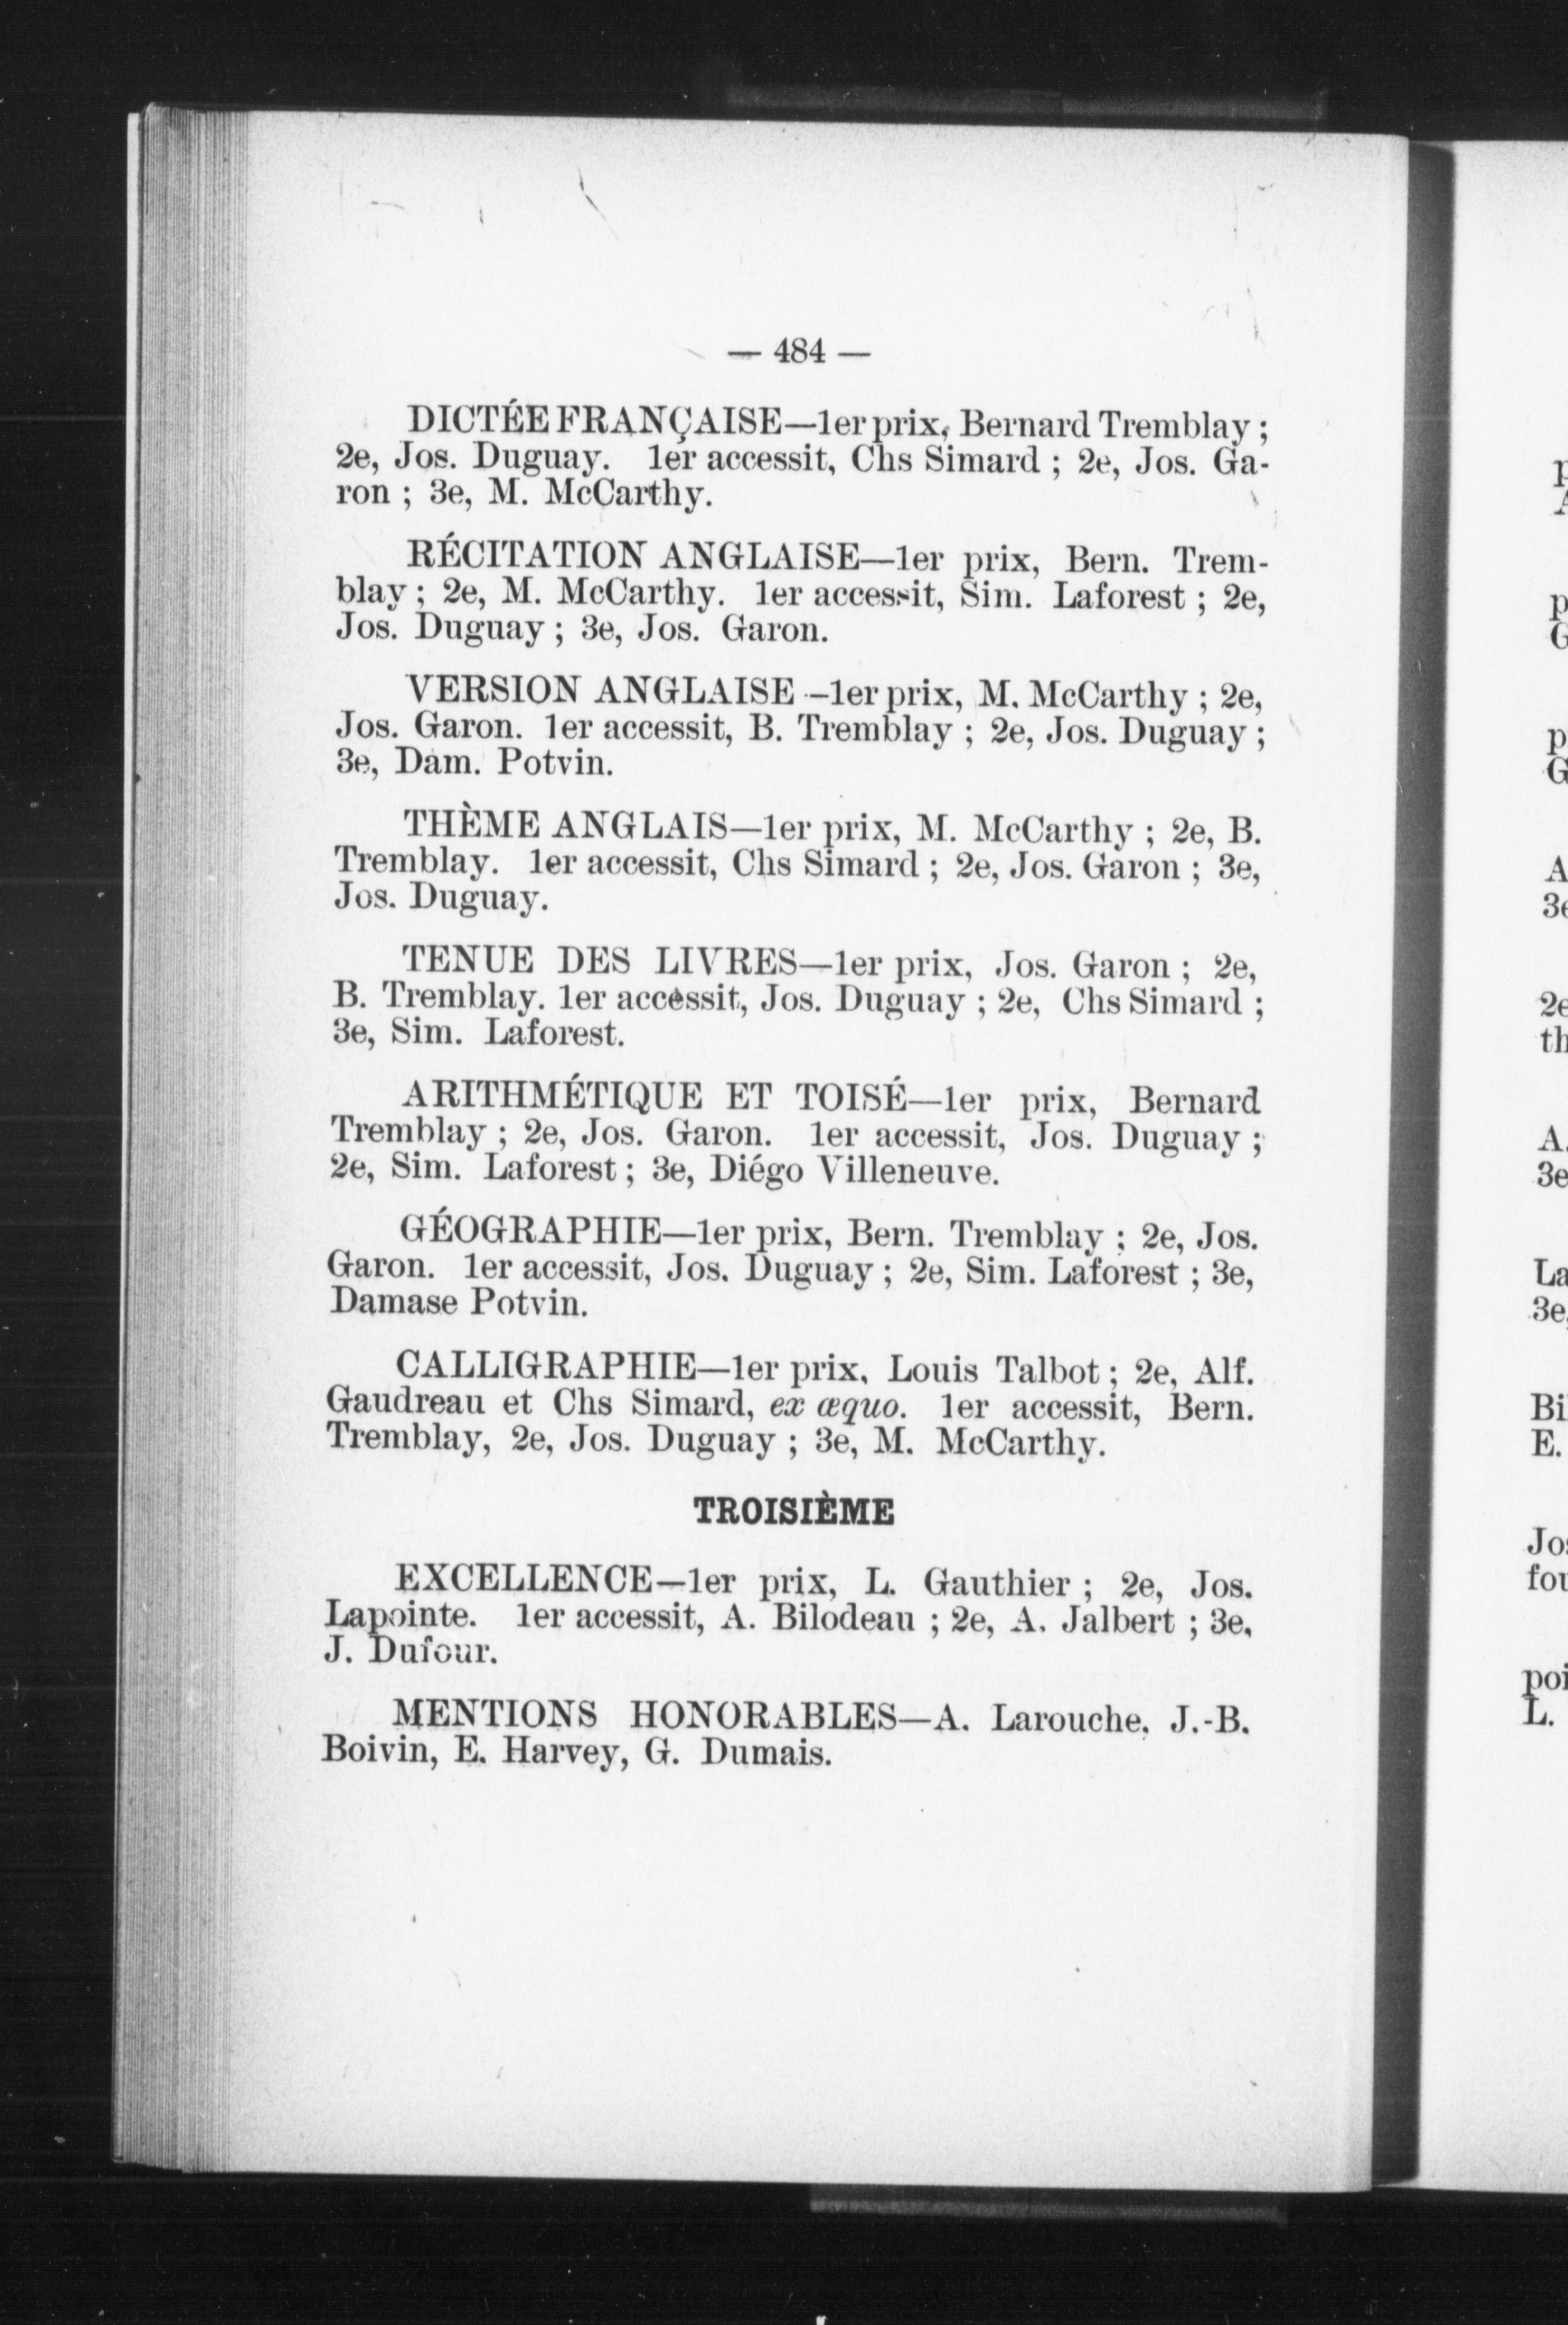 — 484 —
DICTÉE FRANÇAISE—1er prix, Bernard Tremblay ;
2e, Jos. Duguay. 1er accessit, Chs Simard ; 2e, Jos. Ga-
ron ; 3e, M. McCarthy.
RÉCITATION ANGLAISE—1er prix, Bern. Trem-
blay ; 2e, M. McCarthy. 1er accessit, Sim. Laforest ; 2e,
Jos. Duguay ; 3e, Jos. Garon.
VERSION ANGLAISE —1er prix, M. McCarthy ; 2e,
Jos. Garon. 1er accessit, B. Tremblay ; 2e, Jos. Duguay ;
3e, Dam. Potvin.
THÈME ANGLAIS—1er prix, M. McCarthy ; 2e, B.
Tremblay. 1er accessit, Chs Simard ; 2e, Jos. Garon ; 3e,
Jos. Duguay.
TENUE DES LIVRES—1er prix, Jos. Garon ; 2e,
B. Tremblay. 1er accessit, Jos. Duguay ; 2e, Chs Simard ;
3e, Sim. Laforest.
ARITHMÉTIQUE ET TOISÉ—1er prix, Bernard
Tremblay ; 2e, Jos. Garon. 1er accessit, Jos. Duguay ;
2e, Sim. Laforest ; 3e, Diégo Villeneuve.
GÉOGRAPHIE—1er prix, Bern. Tremblay ; 2e, Jos.
Garon. 1er accessit, Jos. Duguay ; 2e, Sim. Laforest ; 3e,
Damase Potvin.
CALLIGRAPHIE—1er prix, Louis Talbot ; 2e, Alf.
Gaudreau et Chs Simard, ex æquo. 1er accessit, Bern.
Tremblay, 2e, Jos. Duguay ; 3e, M. McCarthy.
TROISIÈME
EXCELLENCE—1er prix, L. Gauthier ; 2e, Jos.
Lapointe. 1er accessit, A. Bilodeau ; 2e, A. Jalbert ; 3e,
J. Dufour.
MENTIONS HONORABLES—A. Larouche, J.-B.
Boivin, E. Harvey, G. Dumais.